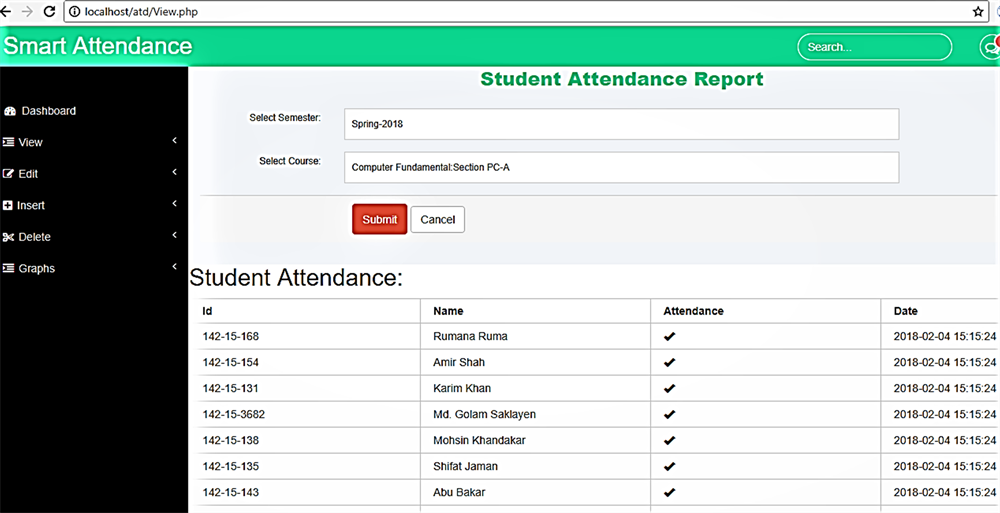 localhost/atd/View.php
Smart Attendance
Search...
Student Attendance Report
Dashboard
View
Edit
Insert
Delete
Graphs
Select Semester:
Spring-2018
Select Course:
Computer Fundamental:Section PC-A
Submit Cancel
Student Attendance:
Id Name Attendance Date
142-15-168 Rumana Ruma ✔ 2018-02-04 15:15:24
142-15-154 Amir Shah ✔ 2018-02-04 15:15:24
142-15-131 Karim Khan ✔ 2018-02-04 15:15:24
142-15-3682 Md. Golam Saklayen ✔ 2018-02-04 15:15:24
142-15-138 Mohsin Khandakar ✔ 2018-02-04 15:15:24
142-15-135 Shifat Jaman ✔ 2018-02-04 15:15:24
142-15-143 Abu Bakar ✔ 2018-02-04 15:15:24